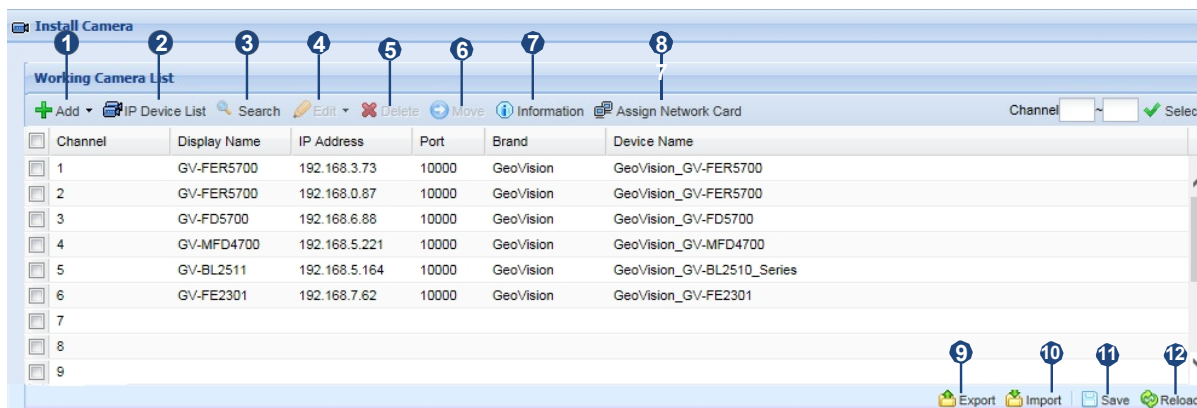 Install Camera
1 2 3 4 5 6 7 8
7
Working Camera List
Add IP Device List Search Edit Delete Move Information Assign Network Card Channel ~ Selec
Channel Display Name IP Address Port Brand Device Name
1 GV-FER5700 192.168.3.73 10000 GeoVision GeoVision_GV-FER5700
2 GV-FER5700 192.168.0.87 10000 GeoVision GeoVision_GV-FER5700
3 GV-FD5700 192.168.6.88 10000 GeoVision GeoVision_GV-FD5700
4 GV-MFD4700 192.168.5.221 10000 GeoVision GeoVision_GV-MFD4700
5 GV-BL2511 192.168.5.164 10000 GeoVision GeoVision_GV-BL2510_Series
6 GV-FE2301 192.168.7.62 10000 GeoVision GeoVision_GV-FE2301
7
8
9
9 10 11 12
Export Import Save Reload